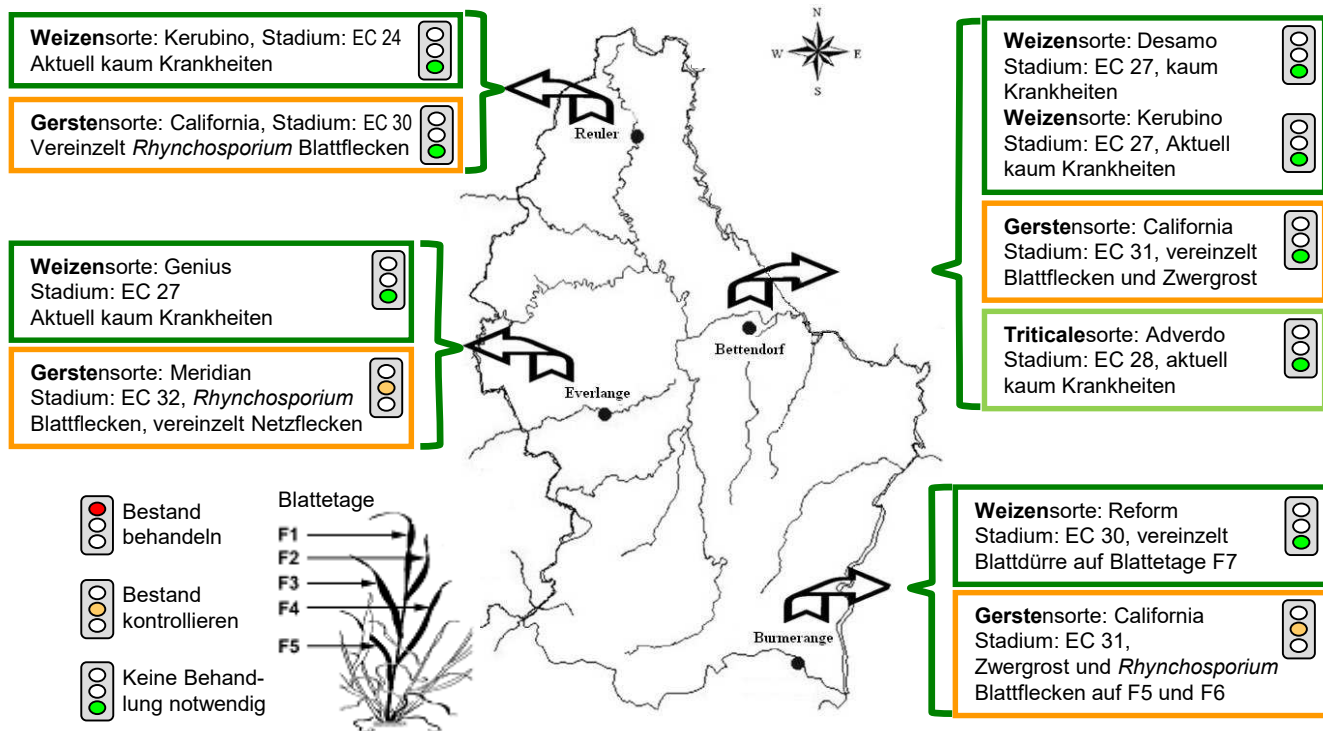 Weizensorte: Kerubino, Stadium: EC 24
Aktuell kaum Krankheiten
Gerstensorte: California, Stadium: EC 30
Vereinzelt Rhynchosporium Blattflecken
Weizensorte: Genius
Stadium: EC 27
Aktuell kaum Krankheiten
Gerstensorte: Meridian
Stadium: EC 32, Rhynchosporium
Blattflecken, vereinzelt Netzflecken
Bestand
behandeln
Bestand
kontrollieren
Keine Behand-
lung notwendig
Blattetage
F1
F2
F3
F4
F5
N
W
E
S
Reuler
Bettendorf
Everlange
Burmerange
Weizensorte: Desamo
Stadium: EC 27, kaum
Krankheiten
Weizensorte: Kerubino
Stadium: EC 27, Aktuell
kaum Krankheiten
Gerstensorte: California
Stadium: EC 31, vereinzelt
Blattflecken und Zwergrost
Triticalesorte: Adverdo
Stadium: EC 28, aktuell
kaum Krankheiten
Weizensorte: Reform
Stadium: EC 30, vereinzelt
Blattdürre auf Blattetage F7
Gerstensorte: California
Stadium: EC 31,
Zwergrost und Rhynchosporium
Blattflecken auf F5 und F6